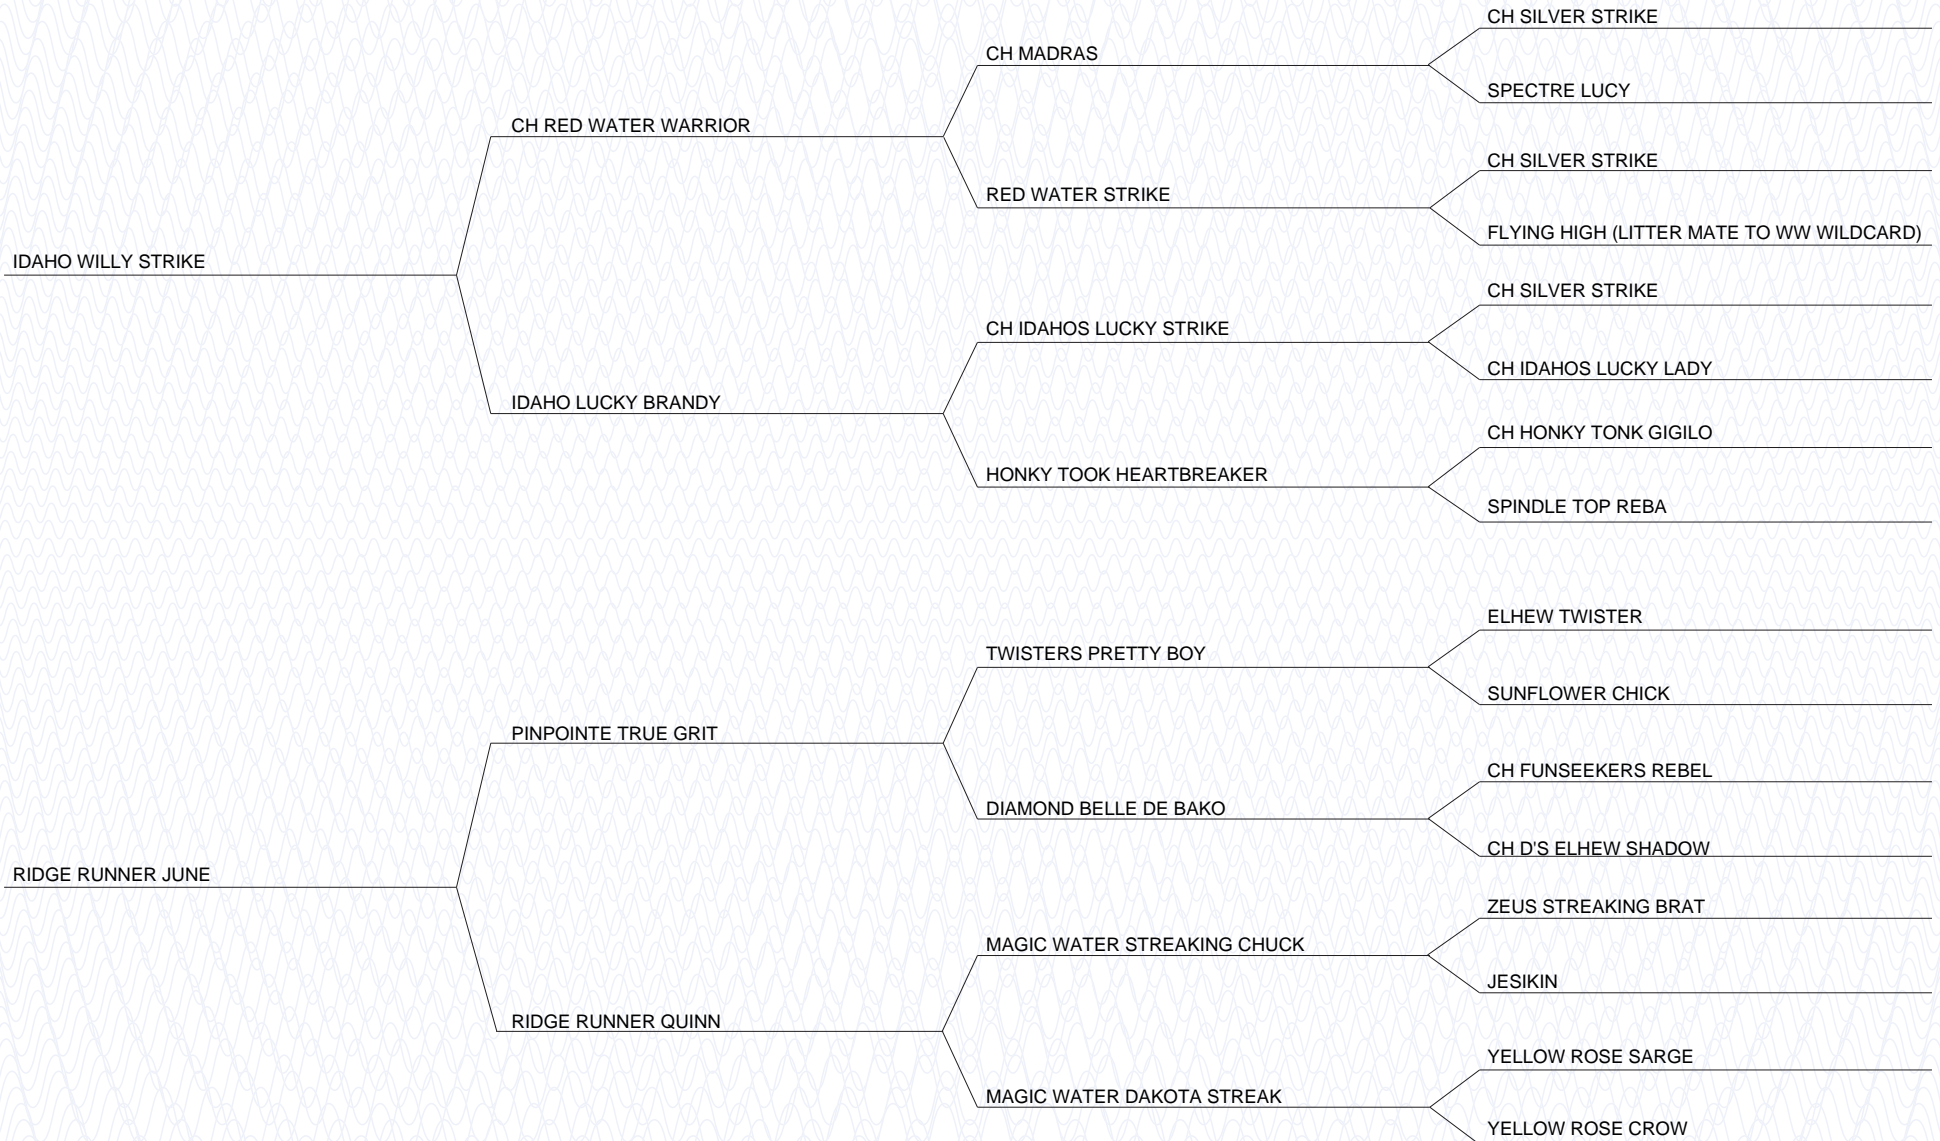 CH SILVER STRIKE
CH MADRAS
SPECTRE LUCY
CH RED WATER WARRIOR
CH SILVER STRIKE
RED WATER STRIKE
FLYING HIGH (LITTER MATE TO WW WILDCARD)
IDAHO WILLY STRIKE
CH SILVER STRIKE
CH IDAHOS LUCKY STRIKE
CH IDAHOS LUCKY LADY
IDAHO LUCKY BRANDY
CH HONKY TONK GIGILO
HONKY TOOK HEARTBREAKER
SPINDLE TOP REBA
ELHEW TWISTER
TWISTERS PRETTY BOY
SUNFLOWER CHICK
PINPOINTE TRUE GRIT
CH FUNSEEKERS REBEL
DIAMOND BELLE DE BAKO
CH D'S ELHEW SHADOW
RIDGE RUNNER JUNE
ZEUS STREAKING BRAT
MAGIC WATER STREAKING CHUCK
JESIKIN
RIDGE RUNNER QUINN
YELLOW ROSE SARGE
MAGIC WATER DAKOTA STREAK
YELLOW ROSE CROW